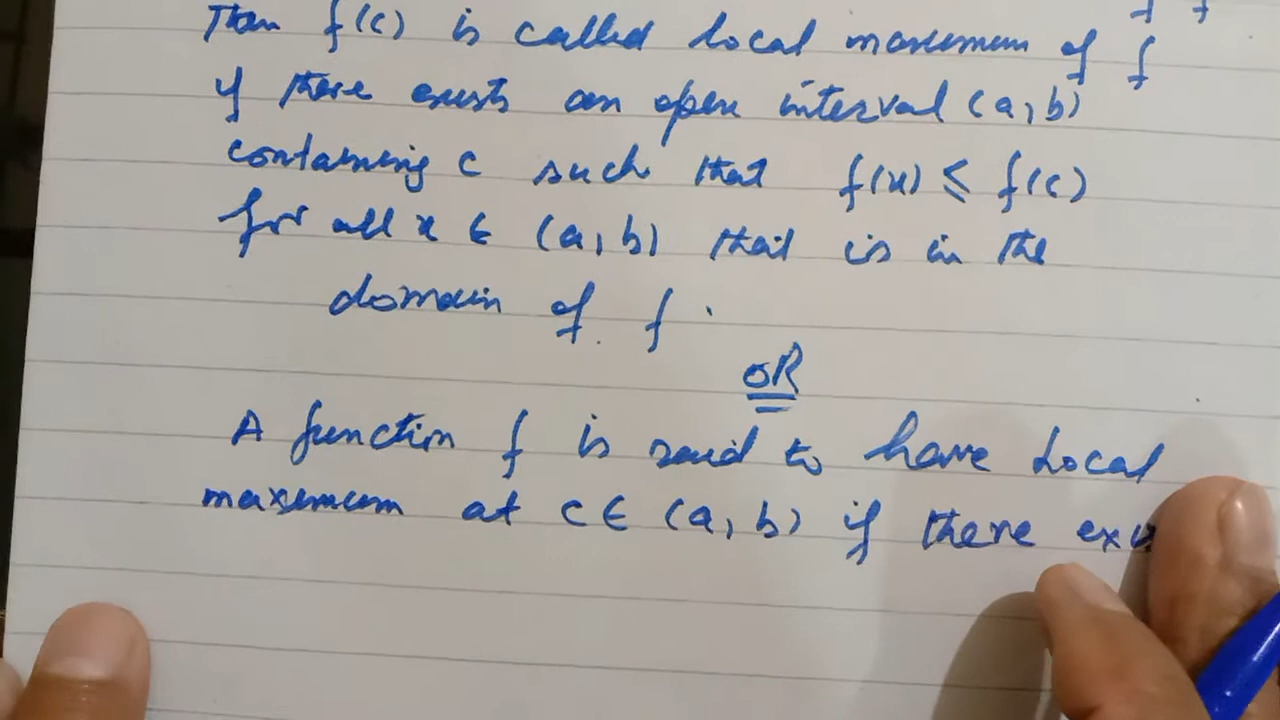 Then f(c) is called local maximum of f
if there exists an open interval (a,b)
containing c such that f(x) ≤ f(c)
for all x ∈ (a,b) that is in the
domain of f.
OR
A function f is said to have Local
maximum at c ∈ (a,b) if there